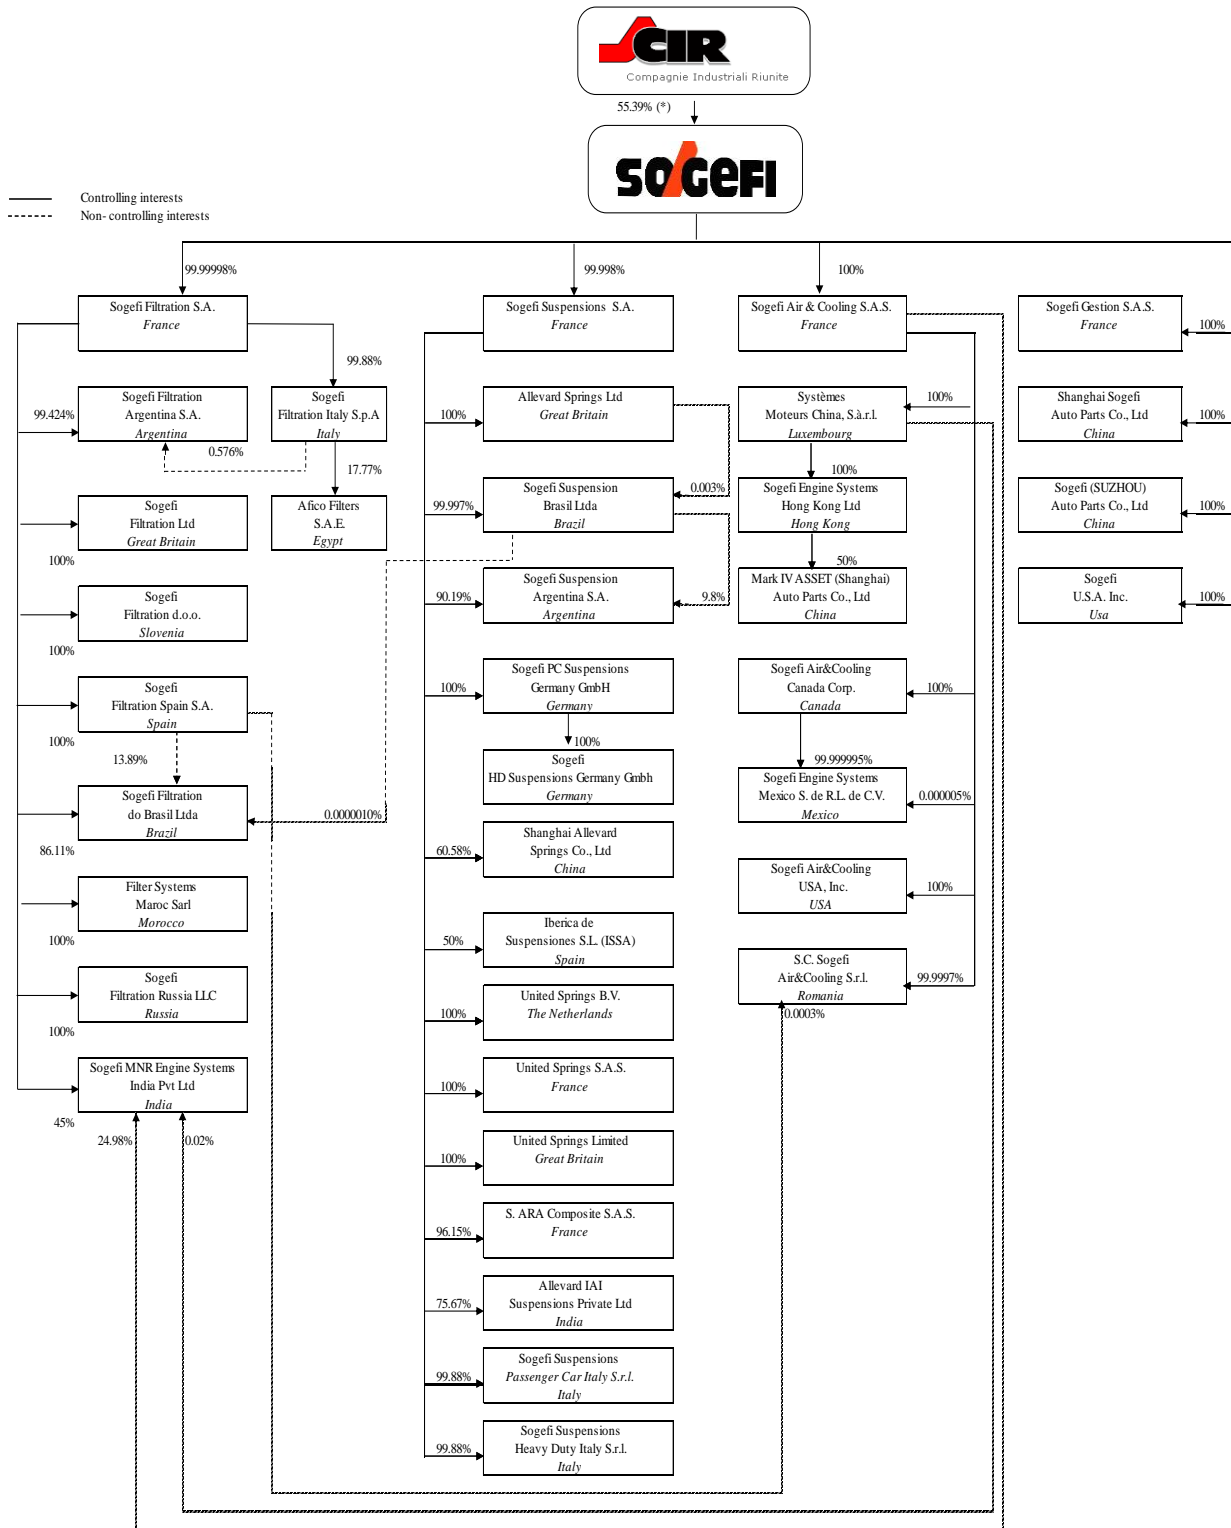 CIR
Compagnie Industriali Riunite
55.39% (*)
SOGEFI
Controlling interests
Non- controlling interests
99.99998%
99.998%
100%
Sogefi Filtration S.A.
France
Sogefi Suspensions S.A.
France
Sogefi Air & Cooling S.A.S.
France
Sogefi Gestion S.A.S.
France
100%
99.88%
99.424%
Sogefi Filtration
Argentina S.A.
Argentina
Sogefi
Filtration Italy S.p.A
Italy
0.576%
17.77%
100%
Allevard Springs Ltd
Great Britain
Systèmes
Moteurs China, S.à.r.l.
Luxembourg
100%
100%
Shanghai Sogefi
Auto Parts Co., Ltd
China
100%
Sogefi
Filtration Ltd
Great Britain
100%
Afico Filters
S.A.E.
Egypt
99.997%
Sogefi Suspension
Brasil Ltda
Brazil
0.003%
Sogefi Engine Systems
Hong Kong Ltd
Hong Kong
50%
Sogefi (SUZHOU)
Auto Parts Co., Ltd
China
100%
Sogefi
Filtration d.o.o.
Slovenia
100%
90.19%
Sogefi Suspension
Argentina S.A.
Argentina
9.8%
Mark IV ASSET (Shanghai)
Auto Parts Co., Ltd
China
Sogefi
U.S.A. Inc.
Usa
100%
Sogefi
Filtration Spain S.A.
Spain
100%
13.89%
100%
Sogefi PC Suspensions
Germany GmbH
Germany
100%
Sogefi Air&Cooling
Canada Corp.
Canada
100%
99.999995%
Sogefi
HD Suspensions Germany Gmbh
Germany
Sogefi Filtration
do Brasil Ltda
Brazil
86.11%
0.0000010%
Sogefi Engine Systems
Mexico S. de R.L. de C.V.
Mexico
0.000005%
60.58%
Shanghai Allevard
Springs Co., Ltd
China
Filter Systems
Maroc Sarl
Morocco
100%
Sogefi Air&Cooling
USA, Inc.
USA
100%
50%
Iberica de
Suspensiones S.L. (ISSA)
Spain
Sogefi
Filtration Russia LLC
Russia
100%
S.C. Sogefi
Air&Cooling S.r.l.
Romania
99.9997%
0.0003%
100%
United Springs B.V.
The Netherlands
Sogefi MNR Engine Systems
India Pvt Ltd
India
45%
24.98%
0.02%
100%
United Springs S.A.S.
France
100%
United Springs Limited
Great Britain
96.15%
S. ARA Composite S.A.S.
France
75.67%
Allevard IAI
Suspensions Private Ltd
India
99.88%
Sogefi Suspensions
Passenger Car Italy S.r.l.
Italy
99.88%
Sogefi Suspensions
Heavy Duty Italy S.r.l.
Italy